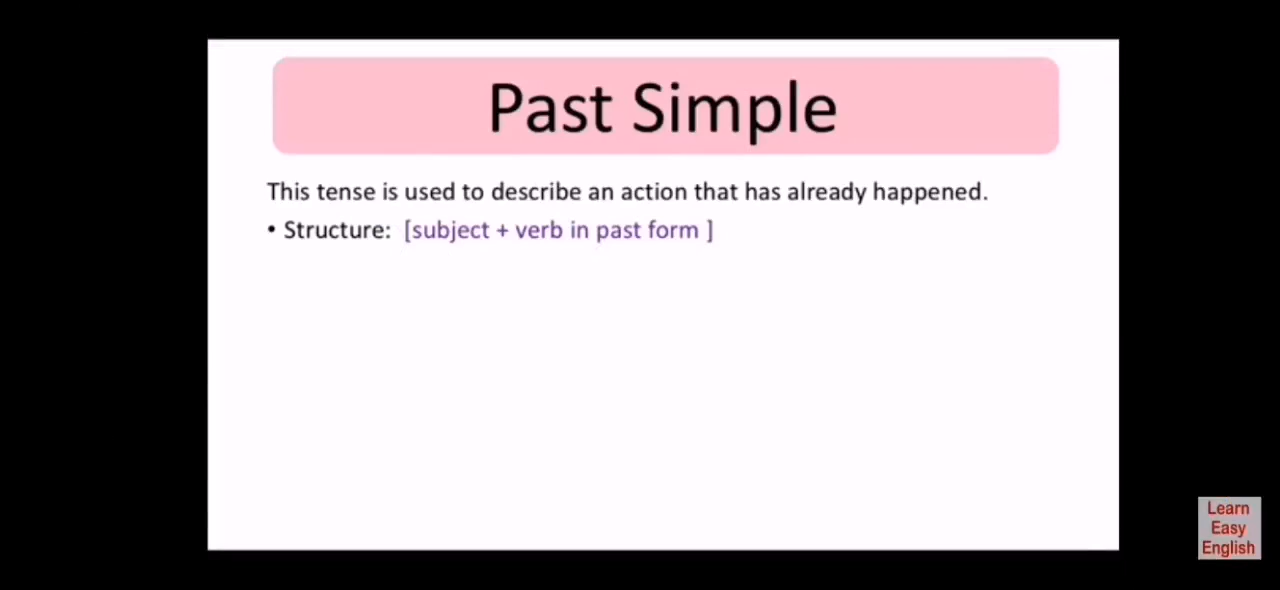 Past Simple
This tense is used to describe an action that has already happened.
• Structure: [subject + verb in past form ]
Learn
Easy
English